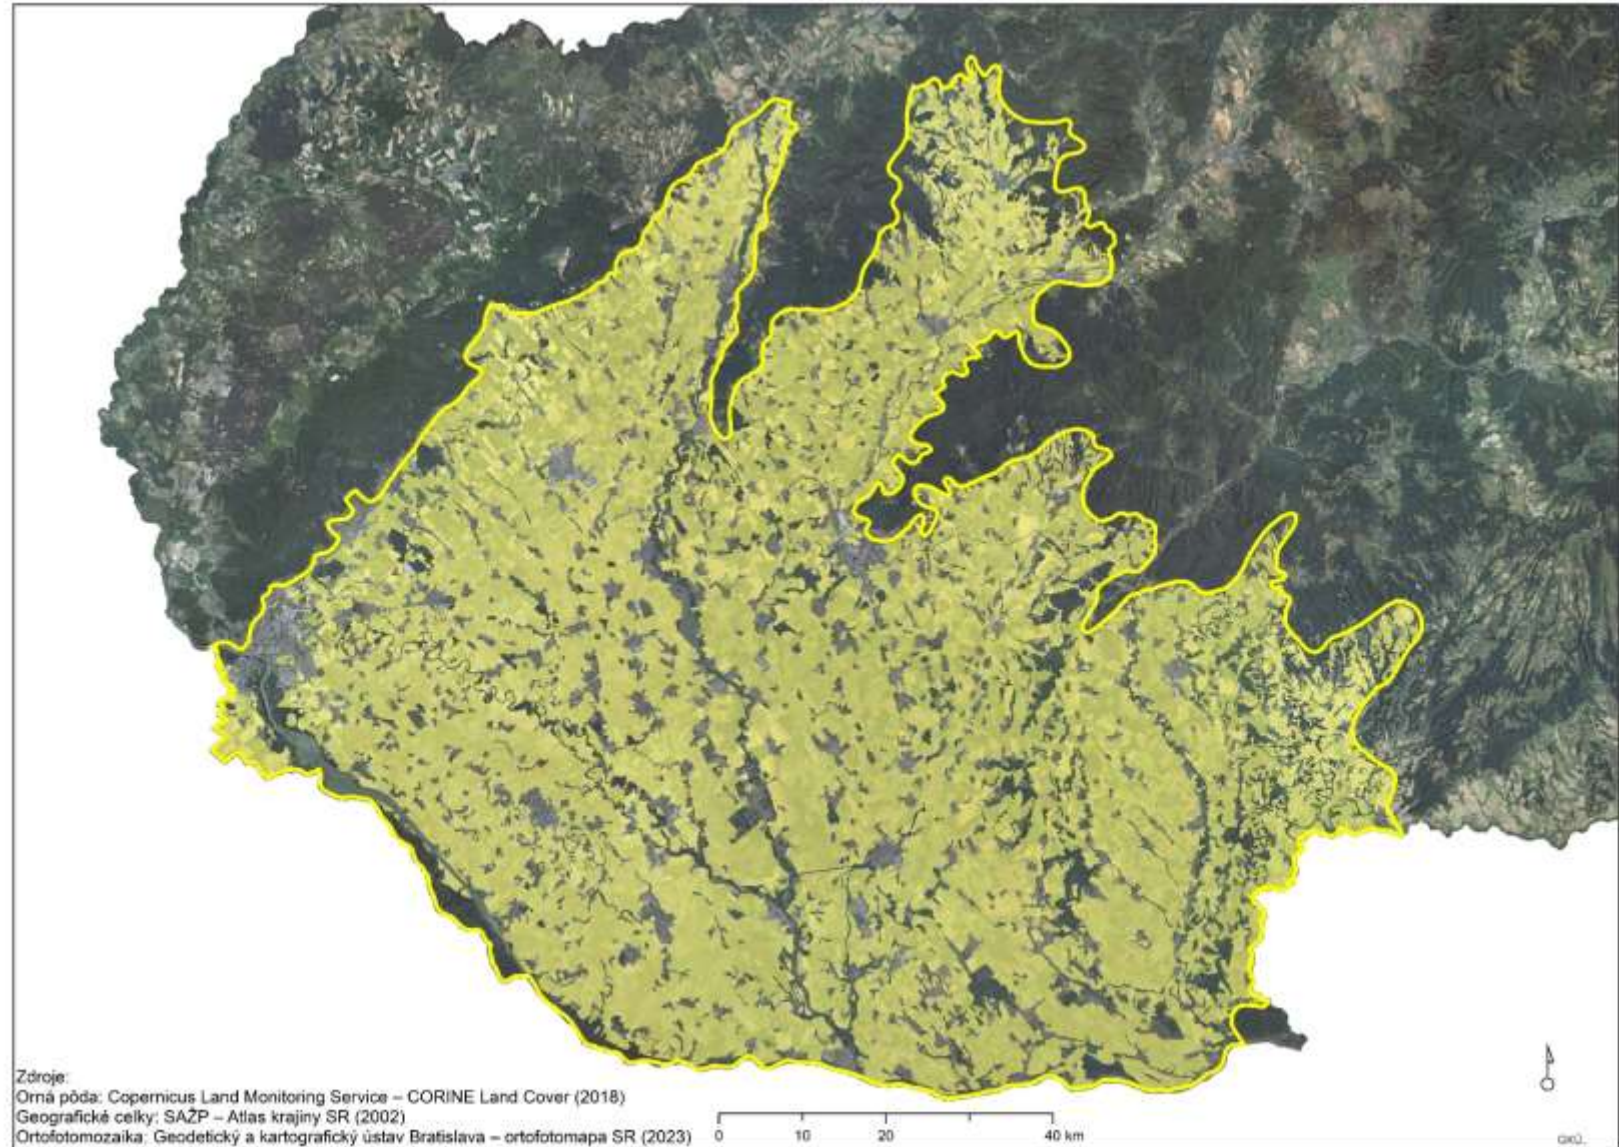 Zdroje:
Orná pôda: Copernicus Land Monitoring Service – CORINE Land Cover (2018)
Geografické celky: SAŽP – Atlas krajiny SR (2002)
Ortofotomozaika: Geodetický a kartografický ústav Bratislava – ortofotomapa SR (2023)
0 10 20 40 km